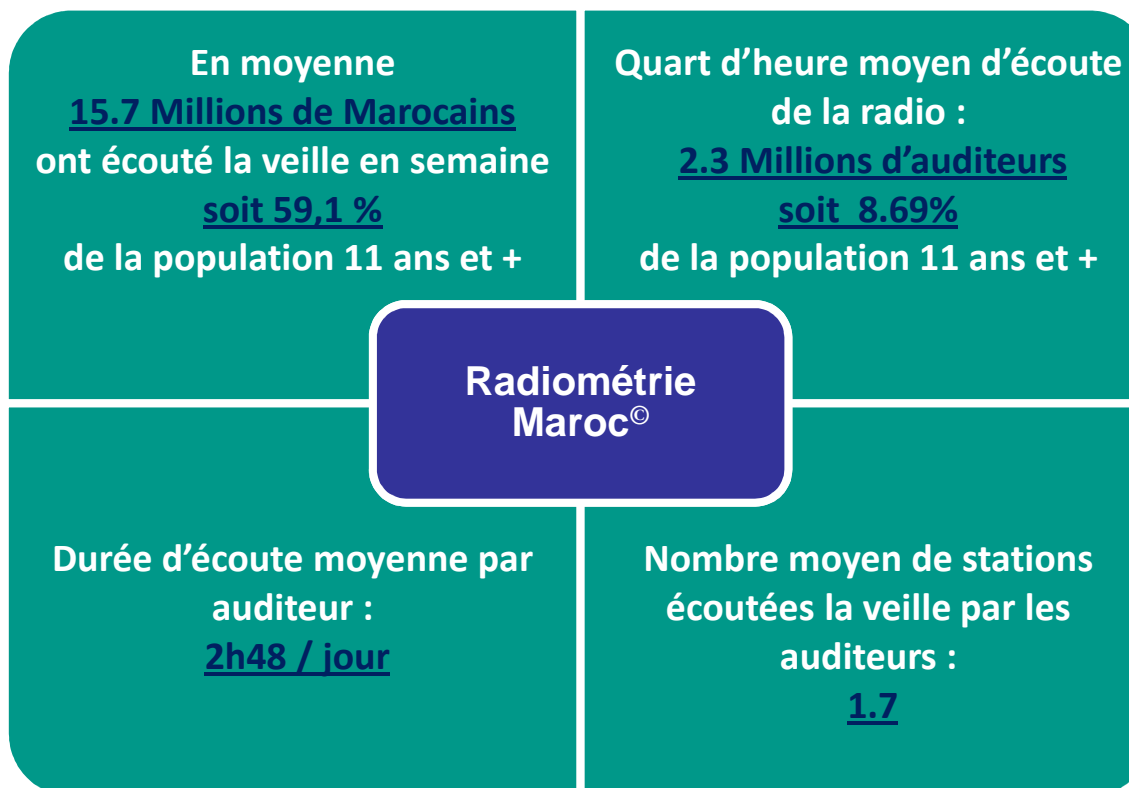 En moyenne
15.7 Millions de Marocains
ont écouté la veille en semaine
soit 59,1 %
de la population 11 ans et +
Quart d’heure moyen d’écoute
de la radio :
2.3 Millions d’auditeurs
soit 8.69%
de la population 11 ans et +
Radiométrie
Maroc©
Durée d’écoute moyenne par
auditeur :
2h48 / jour
Nombre moyen de stations
écoutées la veille par les
auditeurs :
1.7